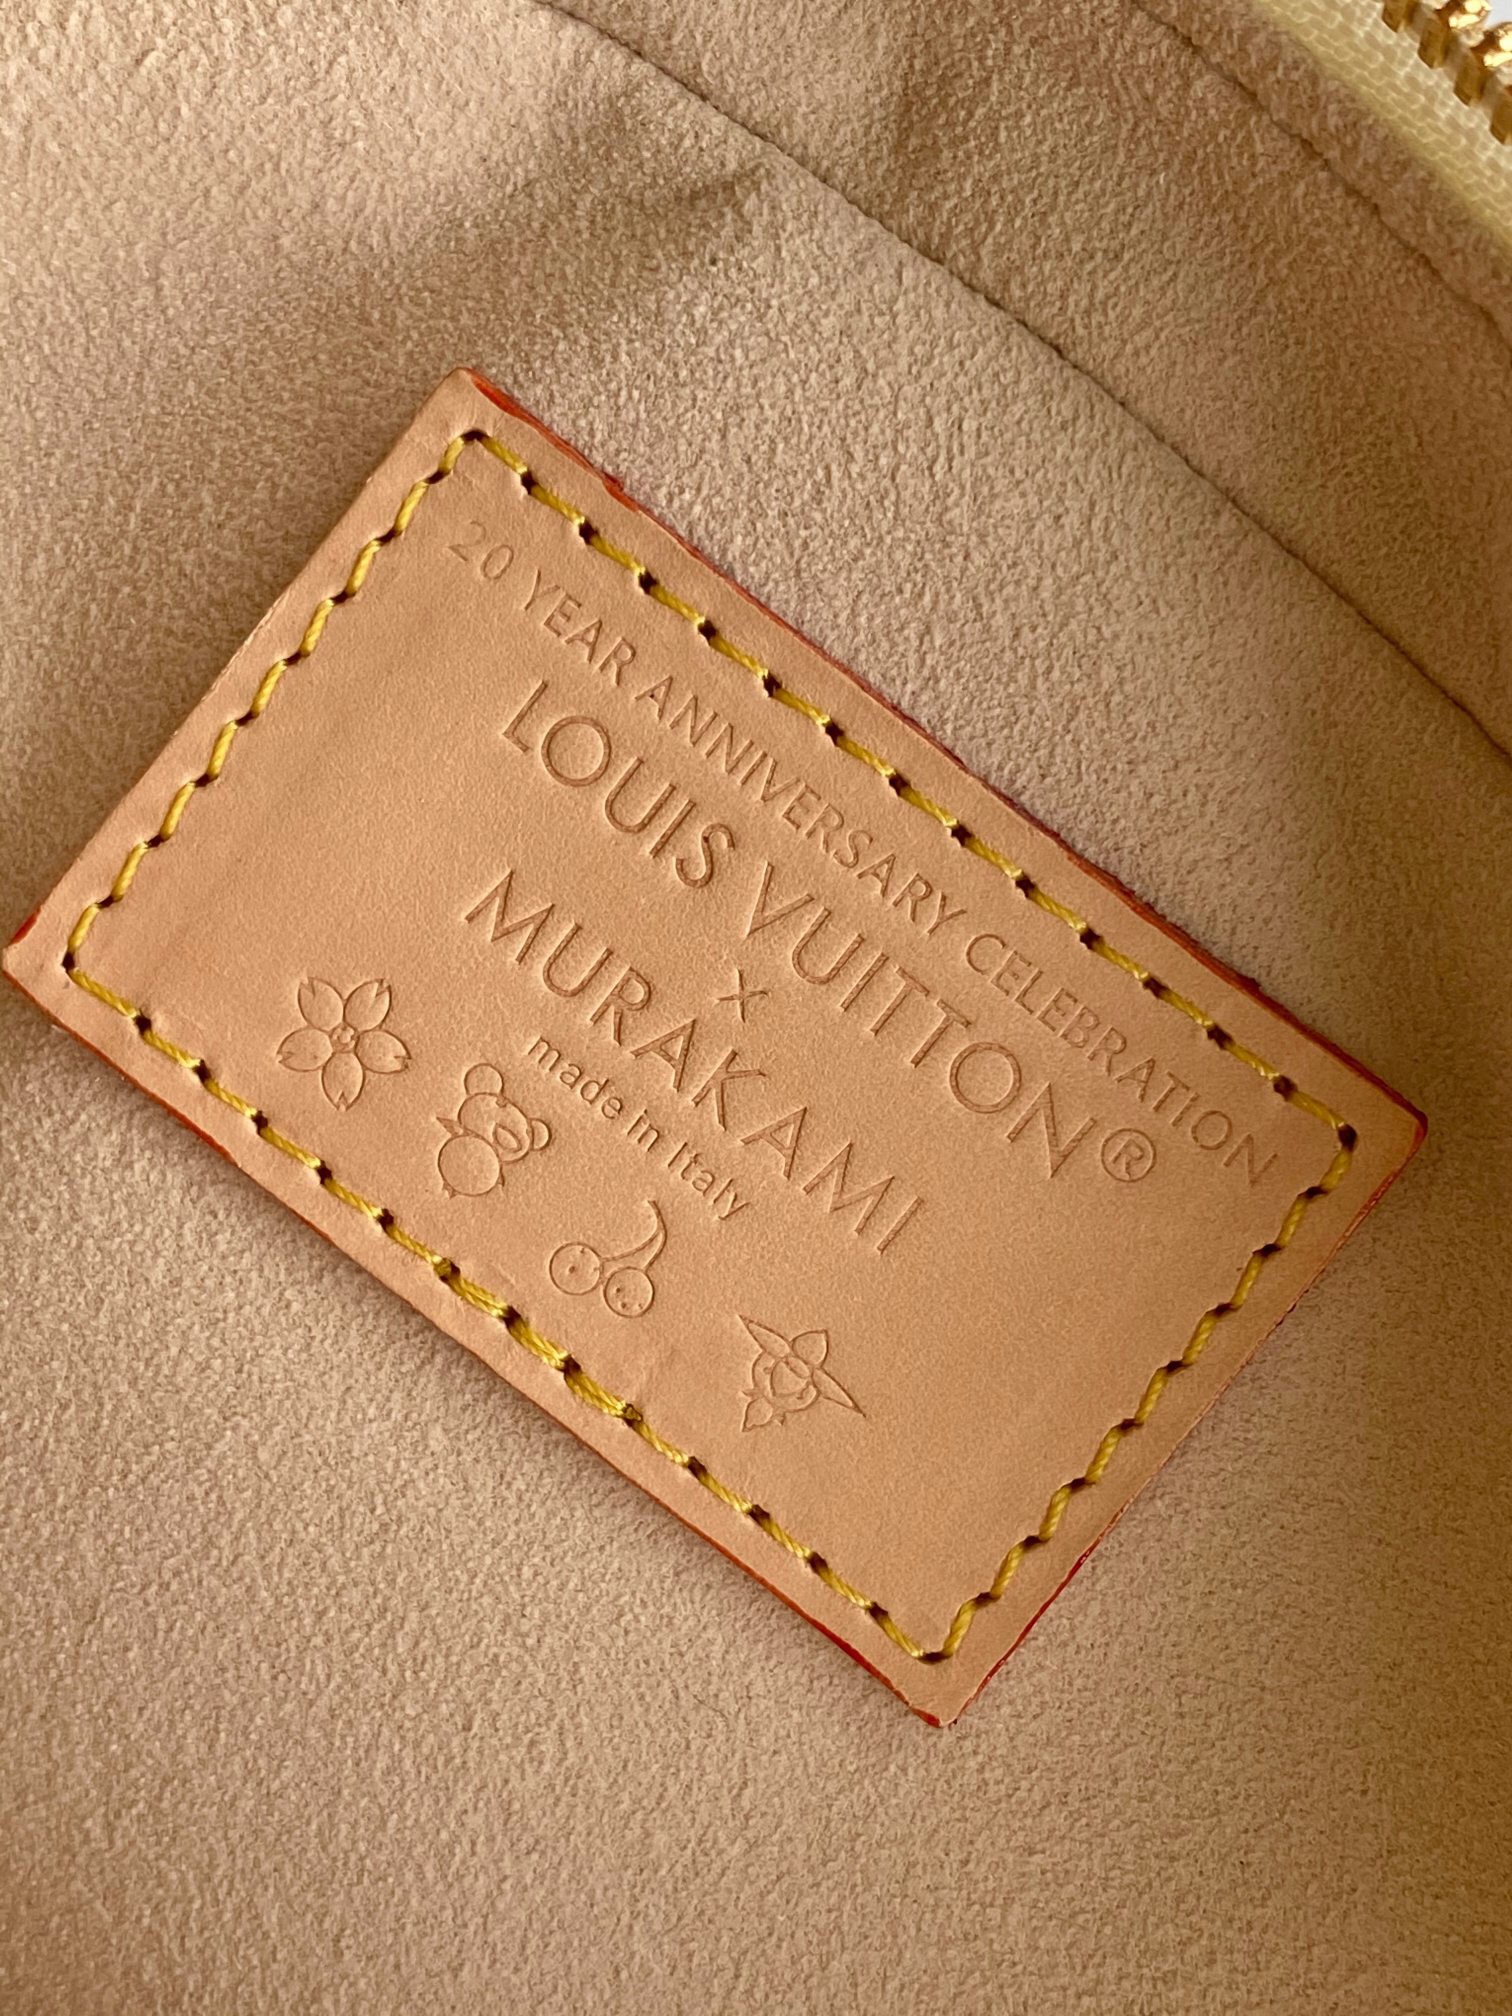 20 YEAR ANNIVERSARY CELEBRATION
LOUIS VUITTON®
x
MURAKAMI
made in Italy